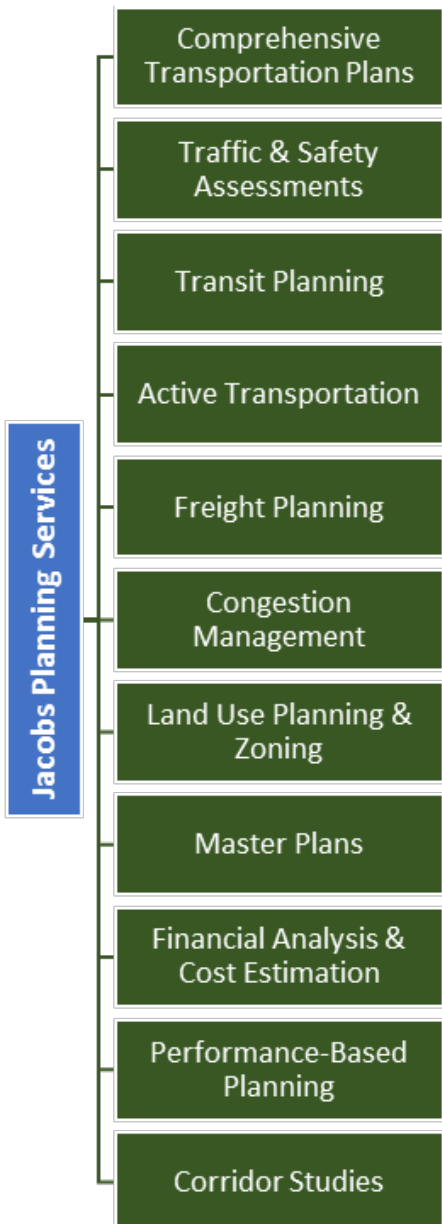 Comprehensive
Transportation Plans
Traffic & Safety
Assessments
Transit Planning
Active Transportation
Freight Planning
Congestion
Management
Land Use Planning &
Zoning
Master Plans
Financial Analysis &
Cost Estimation
Performance-Based
Planning
Corridor Studies
Jacobs Planning Services